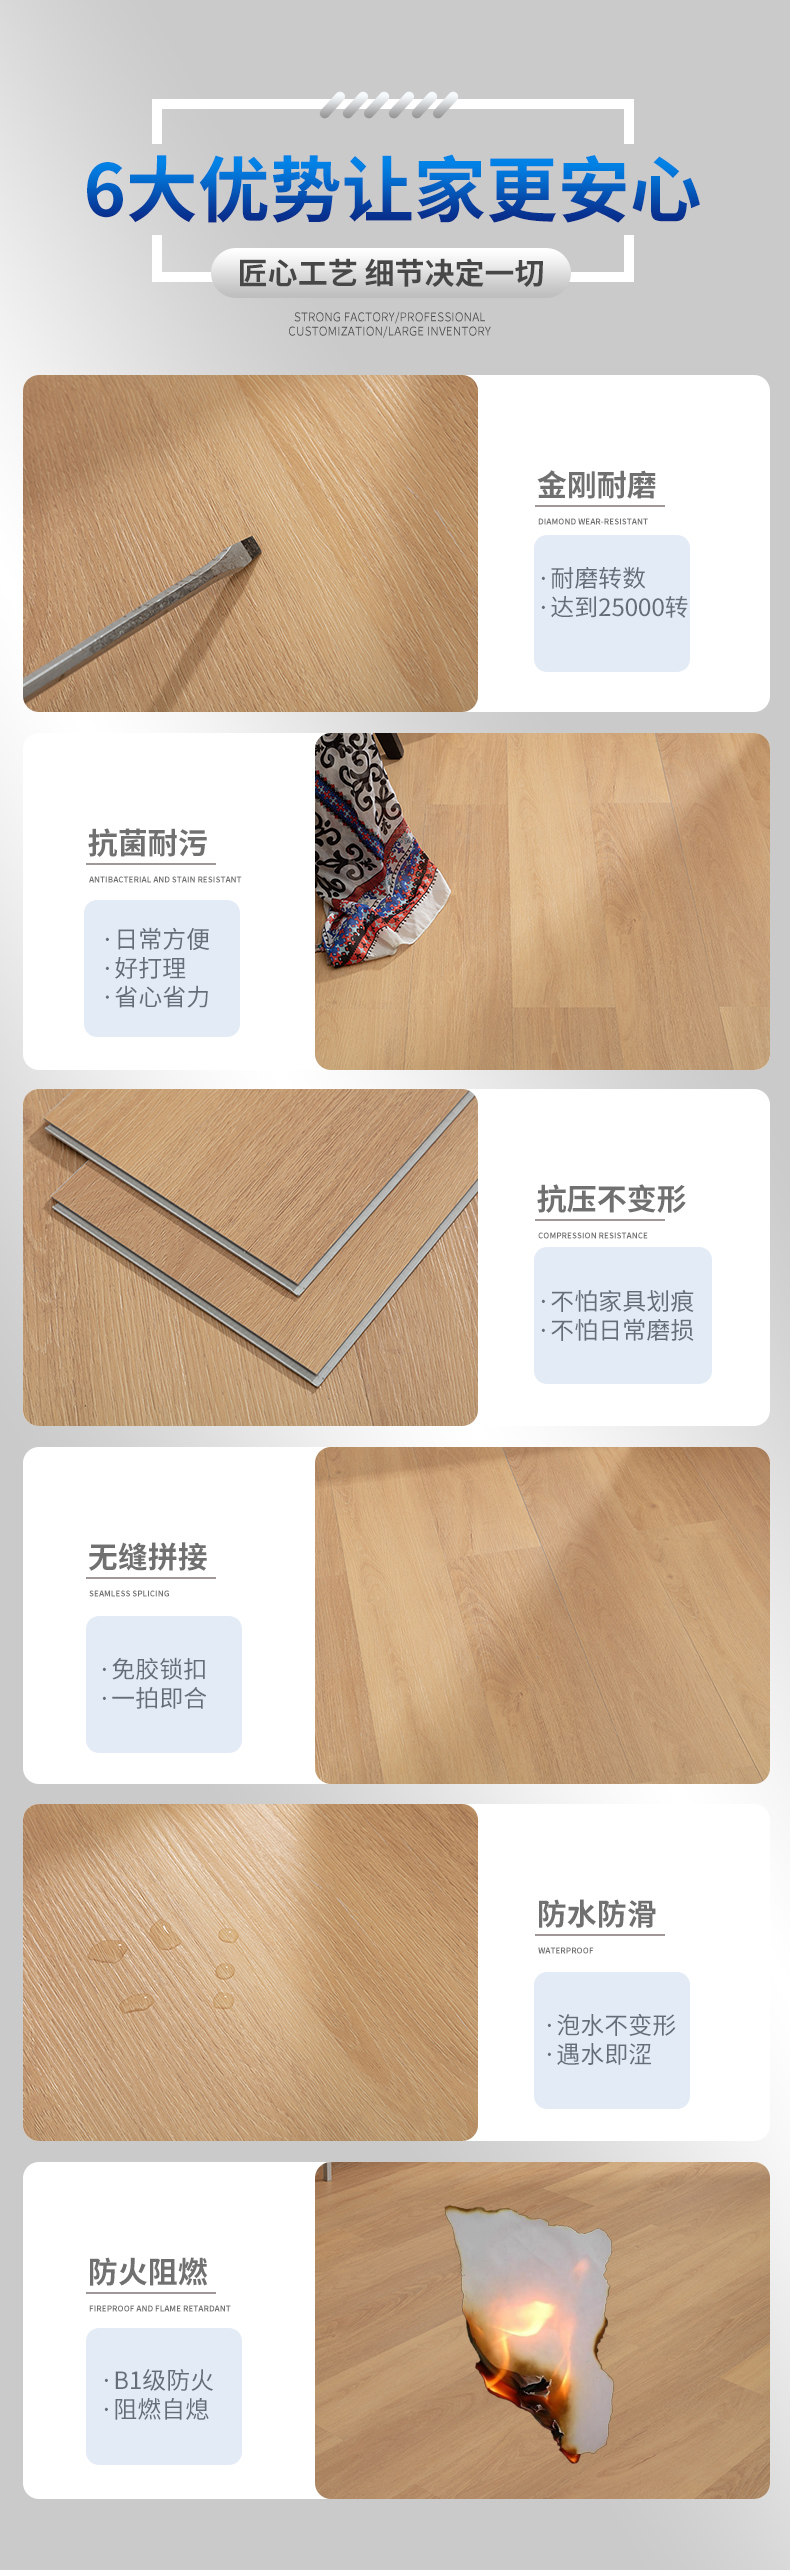 6大优势让家更安心
匠心工艺 细节决定一切
STRONG FACTORY/PROFESSIONAL
CUSTOMIZATION/LARGE INVENTORY
金刚耐磨
DIAMOND WEAR-RESISTANT
·耐磨转数
·达到25000转
抗菌耐污
ANTIBACTERIAL AND STAIN RESISTANT
·日常方便
·好打理
·省心省力
抗压不变形
COMPRESSION RESISTANCE
·不怕家具划痕
·不怕日常磨损
无缝拼接
SEAMLESS SPLICING
·免胶锁扣
·一拍即合
防水防滑
WATERPROOF
·泡水不变形
·遇水即涩
防火阻燃
FIREPROOF AND FLAME RETARDANT
·B1级防火
·阻燃自熄